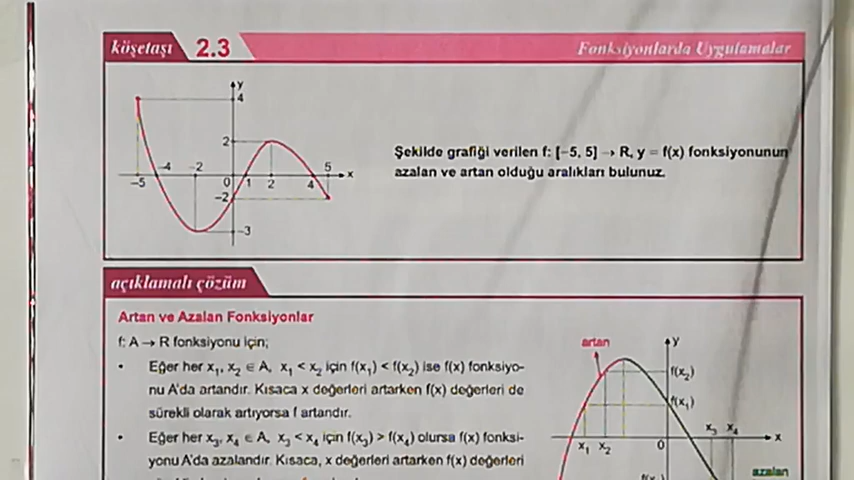 köşetaşı 2.3 Fonksiyonlarda Uygulamalar
y
4
2
-4 -2 5 x
-5 0 1 2 4
-2
-3
Şekilde grafiği verilen f: [-5, 5] → R, y = f(x) fonksiyonunun
azalan ve artan olduğu aralıkları bulunuz.
açıklamalı çözüm
Artan ve Azalan Fonksiyonlar
f: A → R fonksiyonu için;
• Eğer her x₁, x₂ ∈ A, x₁ < x₂ için f(x₁) < f(x₂) ise f(x) fonksiyo-
nu A'da artandır. Kısaca x değerleri artarken f(x) değerleri de
sürekli olarak artıyorsa f artandır.
• Eğer her x₃, x₄ ∈ A, x₃ < x₄ için f(x₃) > f(x₄) olursa f(x) fonksi-
yonu A'da azalandır. Kısaca, x değerleri artarken f(x) değerleri
artan y
f(x₂)
f(x₁)
x₃ x₄
x₁ x₂ 0 x
azalan